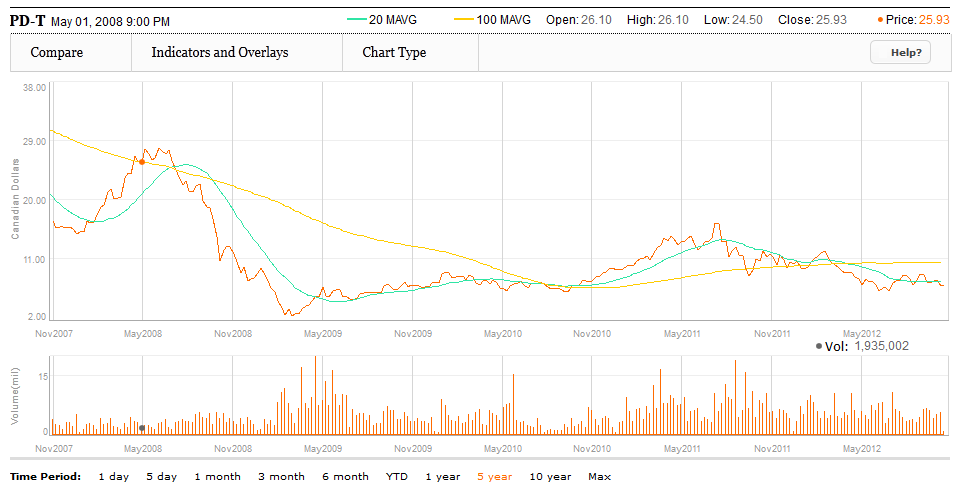 PD-T May 01, 2008 9:00 PM 20 MAVG 100 MAVG Open: 26.10 High: 26.10 Low: 24.50 Close: 25.93 Price: 25.93
Compare Indicators and Overlays Chart Type Help?
38.00
29.00
20.00
11.00
2.00
Canadian Dollars
Nov2007 May2008 Nov2008 May2009 Nov2009 May2010 Nov2010 May2011 Nov2011 May2012
Vol: 1,935,002
15
0
Volume(mil)
Nov2007 May2008 Nov2008 May2009 Nov2009 May2010 Nov2010 May2011 Nov2011 May2012
Time Period: 1 day 5 day 1 month 3 month 6 month YTD 1 year 5 year 10 year Max